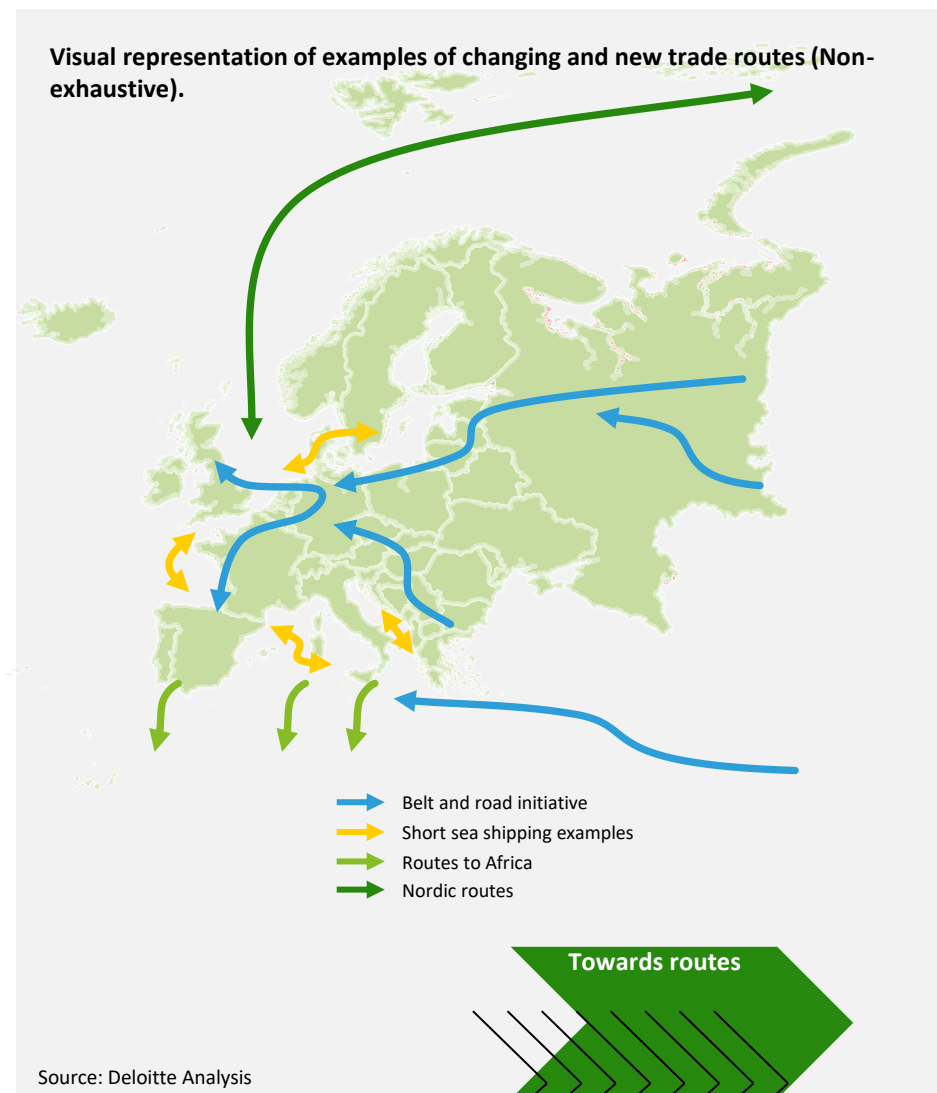 Visual representation of examples of changing and new trade routes (Non-
exhaustive).
Belt and road initiative
Short sea shipping examples
Routes to Africa
Nordic routes
Towards routes
Source: Deloitte Analysis